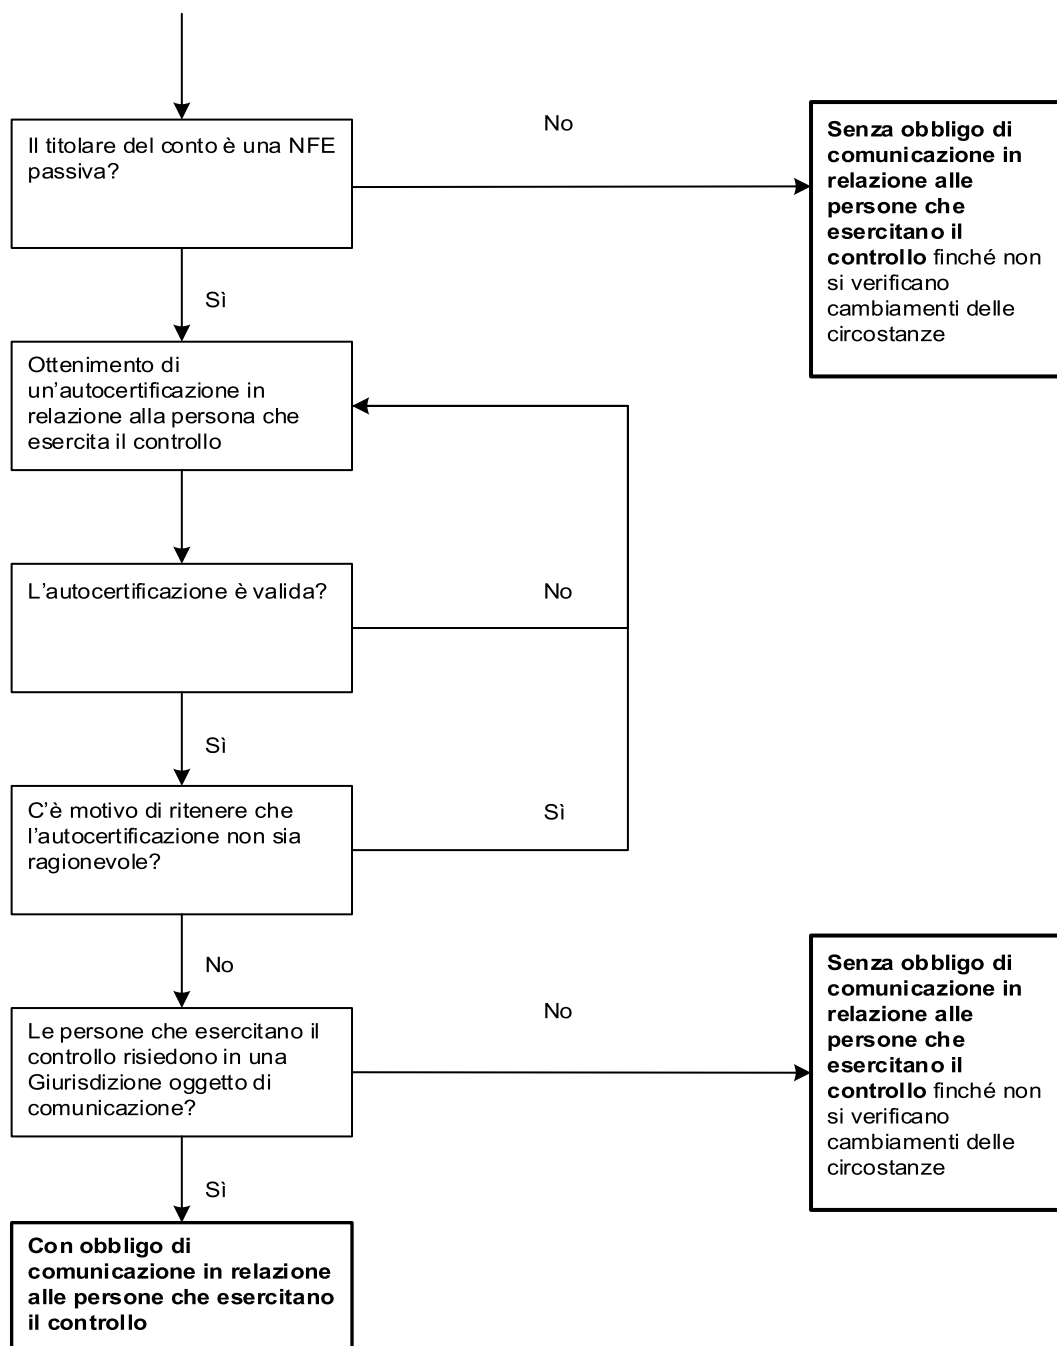 Il titolare del conto è una NFE
passiva?
No
Senza obbligo di
comunicazione in
relazione alle
persone che
esercitano il
controllo finché non
si verificano
cambiamenti delle
circostanze
Sì
Ottenimento di
un'autocertificazione in
relazione alla persona che
esercita il controllo
L'autocertificazione è valida?
No
Sì
C'è motivo di ritenere che
l'autocertificazione non sia
ragionevole?
Sì
No
Le persone che esercitano il
controllo risiedono in una
Giurisdizione oggetto di
comunicazione?
No
Senza obbligo di
comunicazione in
relazione alle
persone che
esercitano il
controllo finché non
si verificano
cambiamenti delle
circostanze
Sì
Con obbligo di
comunicazione in relazione
alle persone che esercitano
il controllo